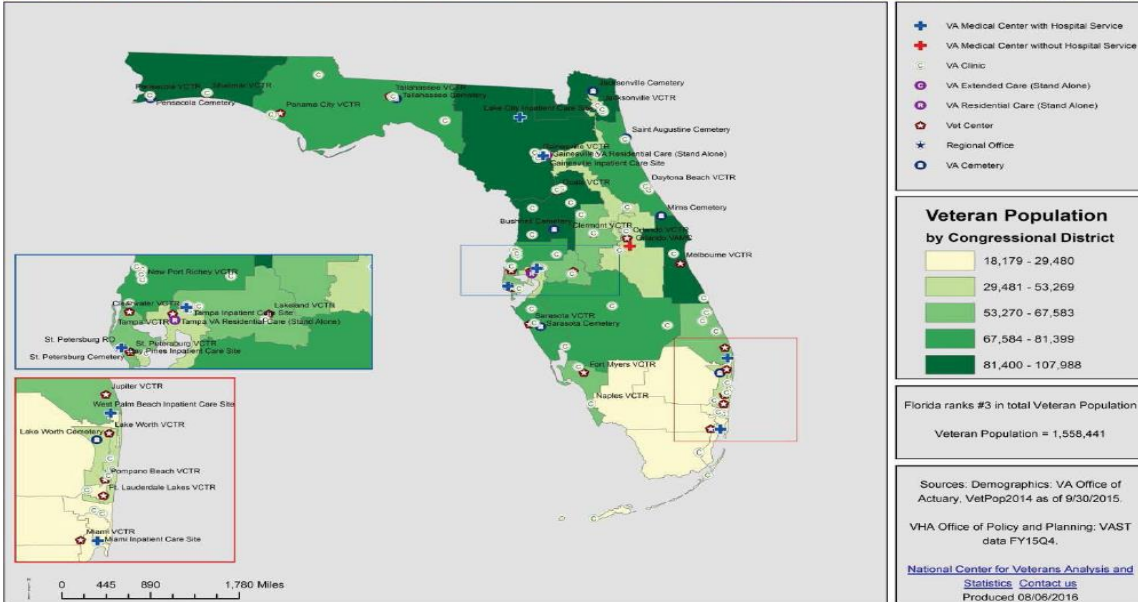 VA Medical Center with Hospital Service
VA Medical Center without Hospital Service
VA Clinic
VA Extended Care (Stand Alone)
VA Residential Care (Stand Alone)
Vet Center
Regional Office
VA Cemetery
Veteran Population
by Congressional District
18,179 - 29,480
29,481 - 53,269
53,270 - 67,583
67,584 - 81,399
81,400 - 107,988
Florida ranks #3 in total Veteran Population
Veteran Population = 1,558,441
Sources: Demographics: VA Office of
Actuary, VetPop2014 as of 9/30/2015.
VHA Office of Policy and Planning: VAST
data FY15Q4.
National Center for Veterans Analysis and
Statistics Contact us
Produced 08/06/2016
Pensacola VCTR
Pensacola Cemetery
Panama City VCTR
Tallahassee VCTR
Tallahassee Cemetery
Jacksonville Cemetery
Jacksonville VCTR
Lake City Inpatient Care Site
Saint Augustine Cemetery
Gainesville VCTR
Gainesville VA Residential Care (Stand Alone)
Gainesville Inpatient Care Site
Daytona Beach VCTR
Mims Cemetery
Bushnell Cemetery
Clermont VCTR
Orlando VCTR
Orlando VAMC
Melbourne VCTR
Sarasota VCTR
Sarasota Cemetery
Fort Myers VCTR
Naples VCTR
New Port Richey VCTR
Clearwater VCTR
Lakeland VCTR
Tampa Inpatient Care Site
Tampa VCTR
Tampa VA Residential Care (Stand Alone)
St. Petersburg RO
St. Petersburg VCTR
St. Petersburg Cemetery
Pines Inpatient Care Site
Jupiter VCTR
West Palm Beach Inpatient Care Site
Lake Worth VCTR
Lake Worth Cemetery
Pompano Beach VCTR
Ft. Lauderdale Lakes VCTR
Miami VCTR
Miami Inpatient Care Site
0 445 890 1,780 Miles